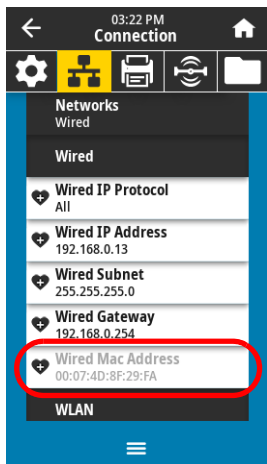 03:22 PM
Connection
Networks
Wired
Wired
Wired IP Protocol
All
Wired IP Address
192.168.0.13
Wired Subnet
255.255.255.0
Wired Gateway
192.168.0.254
Wired Mac Address
00:07:4D:8F:29:FA
WLAN